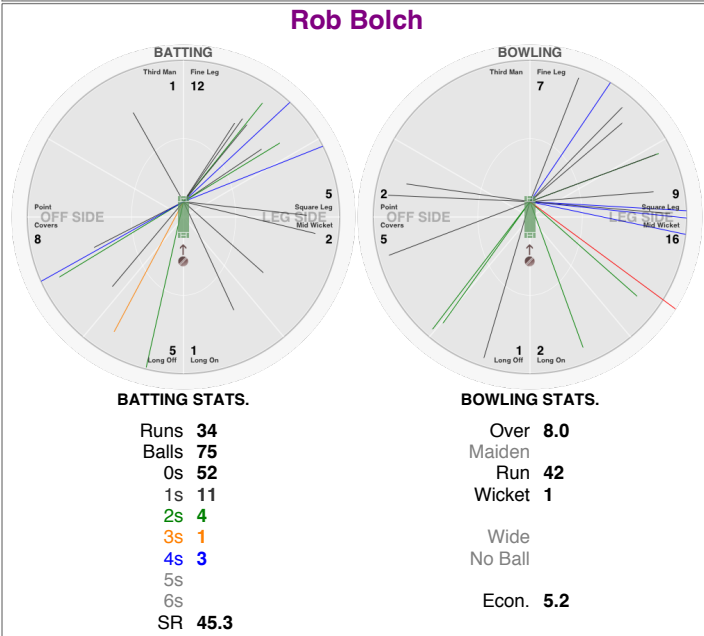 Rob Bolch
BATTING
Third Man Fine Leg
1 12
5
Point Square Leg
OFF SIDE LEG SIDE
Covers Mid Wicket
8 2
5 1
Long Off Long On
BATTING STATS.
Runs 34
Balls 75
0s 52
1s 11
2s 4
3s 1
4s 3
5s
6s
SR 45.3
BOWLING
Third Man Fine Leg
7
2 9
Point Square Leg
OFF SIDE LEG SIDE
Covers Mid Wicket
5 16
1 2
Long Off Long On
BOWLING STATS.
Over 8.0
Maiden
Run 42
Wicket 1
Wide
No Ball
Econ. 5.2